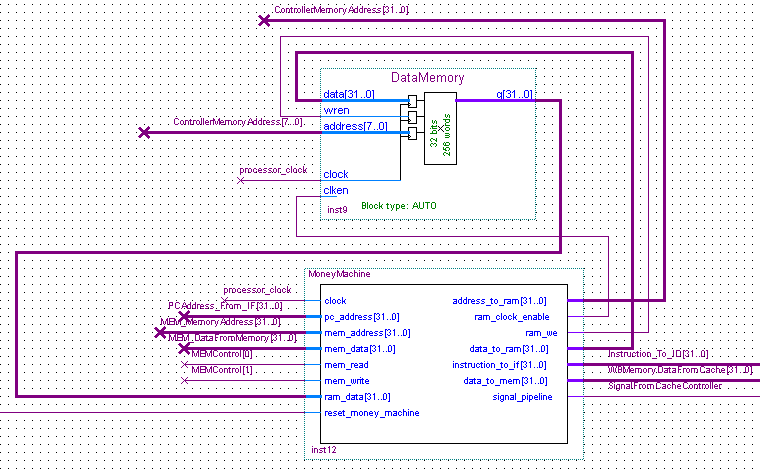 ControllerMemoryAddress[31..0]
DataMemory
data[31..0]
q[31..0]
wren
ControllerMemoryAddress[7..0]
address[7..0]
32 bits
256 words
processor_clock
clock
clken
inst9
Block type: AUTO
MoneyMachine
processor_clock
clock
address_to_ram[31..0]
PCAddress_From_IF[31..0]
pc_address[31..0]
ram_clock_enable
MEM_MemoryAddress[31..0]
mem_address[31..0]
ram_we
MEM_DataFromMemory[31..0]
mem_data[31..0]
data_to_ram[31..0]
MEMControl[0]
mem_read
instruction_to_if[31..0]
Instruction_To_ID[31..0]
MEMControl[1]
mem_write
data_to_mem[31..0]
WBMemoryDataFromCache[31..0]
ram_data[31..0]
signal_pipeline
SignalFromCacheController
reset_money_machine
inst12